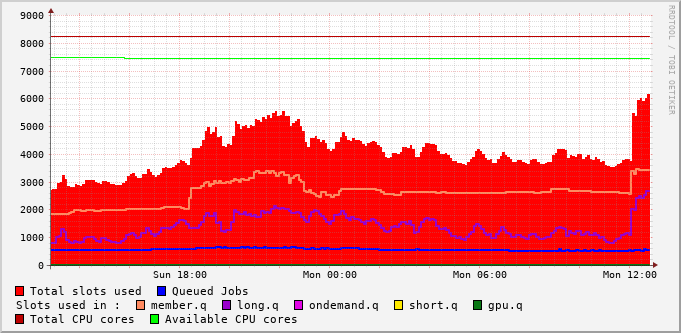 RRDTOOL / TOBI OETIKER
9000
8000
7000
6000
5000
4000
3000
2000
1000
0
Sun 18:00 Mon 00:00 Mon 06:00 Mon 12:00
Total slots used Queued Jobs
Slots used in : member.q long.q ondemand.q short.q gpu.q
Total CPU cores Available CPU cores